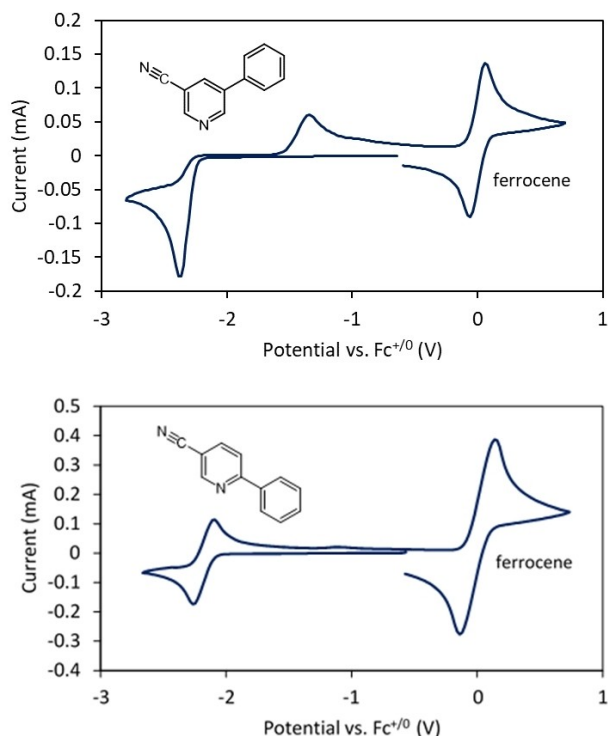 0.2
0.15
0.1
0.05
0
-0.05
-0.1
-0.15
-0.2
Current (mA)
N
C
N
ferrocene
-3 -2 -1 0 1
Potential vs. Fc+/0 (V)
0.5
0.4
0.3
0.2
0.1
0
-0.1
-0.2
-0.3
-0.4
Current (mA)
N
C
N
ferrocene
-3 -2 -1 0 1
Potential vs. Fc+/0 (V)